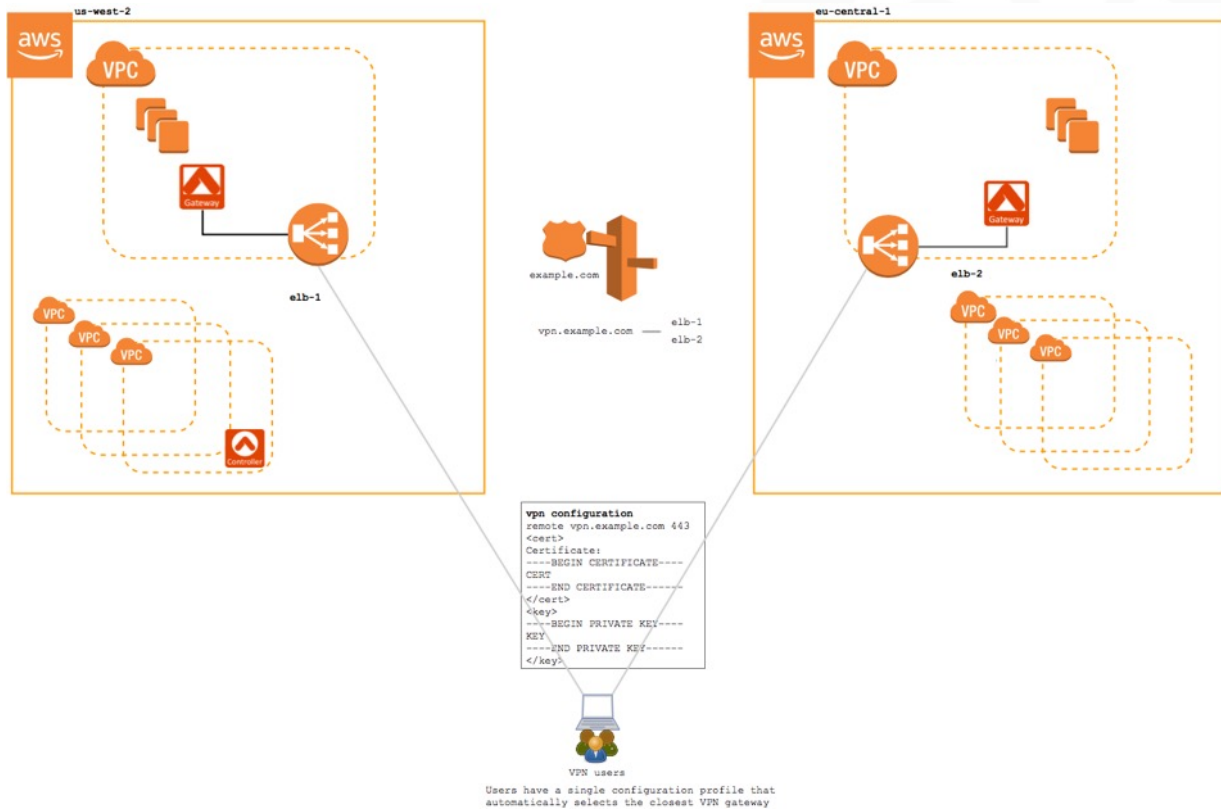 us-west-2
aws
VPC
Gateway
elb-1
VPC
VPC
VPC
Controller
example.com
vpn.example.com
elb-1
elb-2
eu-central-1
aws
VPC
Gateway
elb-2
VPC
VPC
VPC
vpn configuration
remote vpn.example.com 443
<cert>
Certificate:
----BEGIN CERTIFICATE----
CERT
----END CERTIFICATE------
</cert>
<key>
----BEGIN PRIVATE KEY----
KEY
----END PRIVATE KEY------
</key>
VPN users
Users have a single configuration profile that
automatically selects the closest VPN gateway